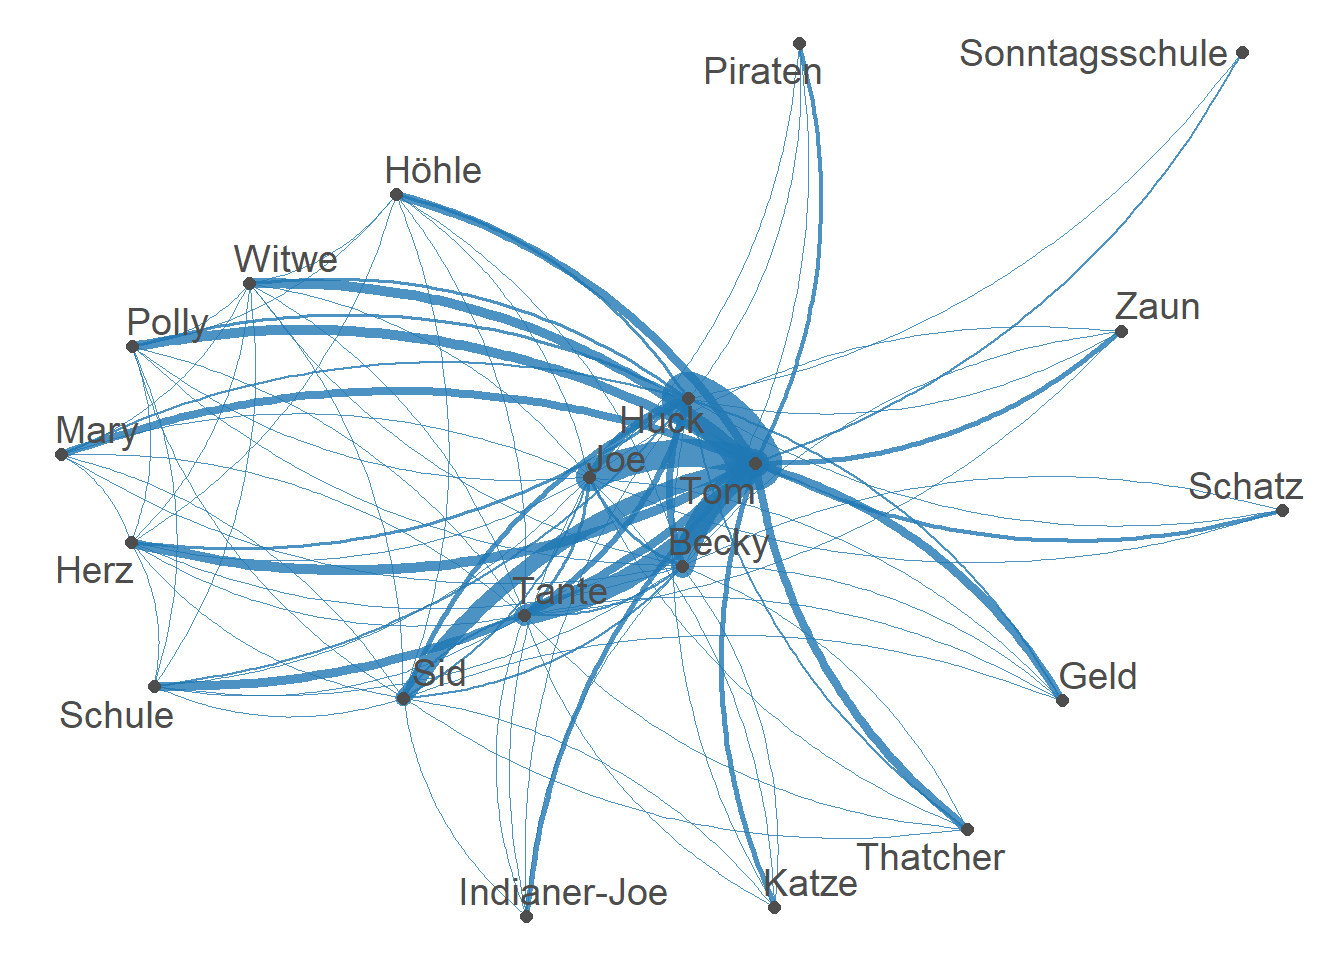 Sonntagsschule
Piraten
Höhle
Witwe
Zaun
Polly
Huck
Mary
Joe
Schatz
Tom
Becky
Herz
Tante
Sid
Geld
Schule
Thatcher
Katze
Indianer-Joe